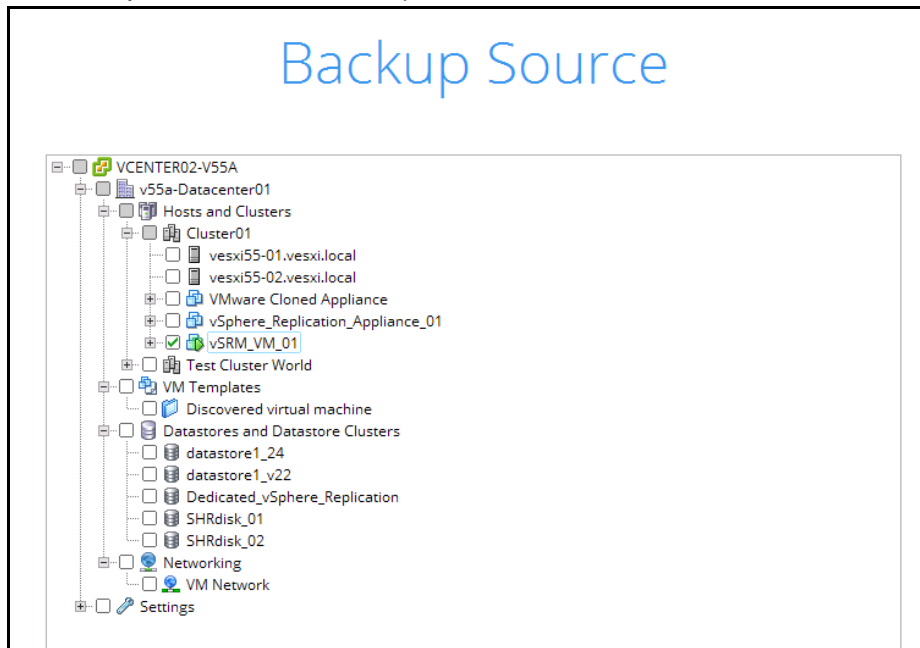 Backup Source
VCENTER02-V55A
v55a-Datacenter01
Hosts and Clusters
Cluster01
vesxi55-01.vesxi.local
vesxi55-02.vesxi.local
VMware Cloned Appliance
vSphere_Replication_Appliance_01
vSRM_VM_01
Test Cluster World
VM Templates
Discovered virtual machine
Datastores and Datastore Clusters
datastore1_24
datastore1_v22
Dedicated_vSphere_Replication
SHRdisk_01
SHRdisk_02
Networking
VM Network
Settings